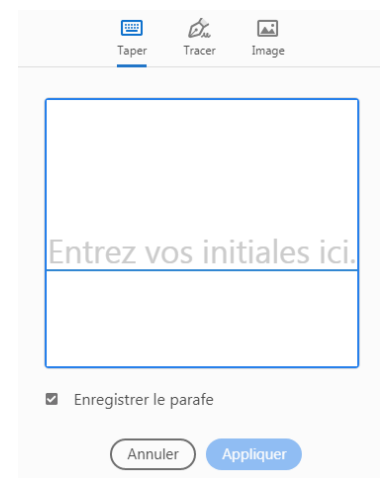 Taper Tracer Image
Entrez vos initiales ici.
Enregistrer le parafe
Annuler Appliquer